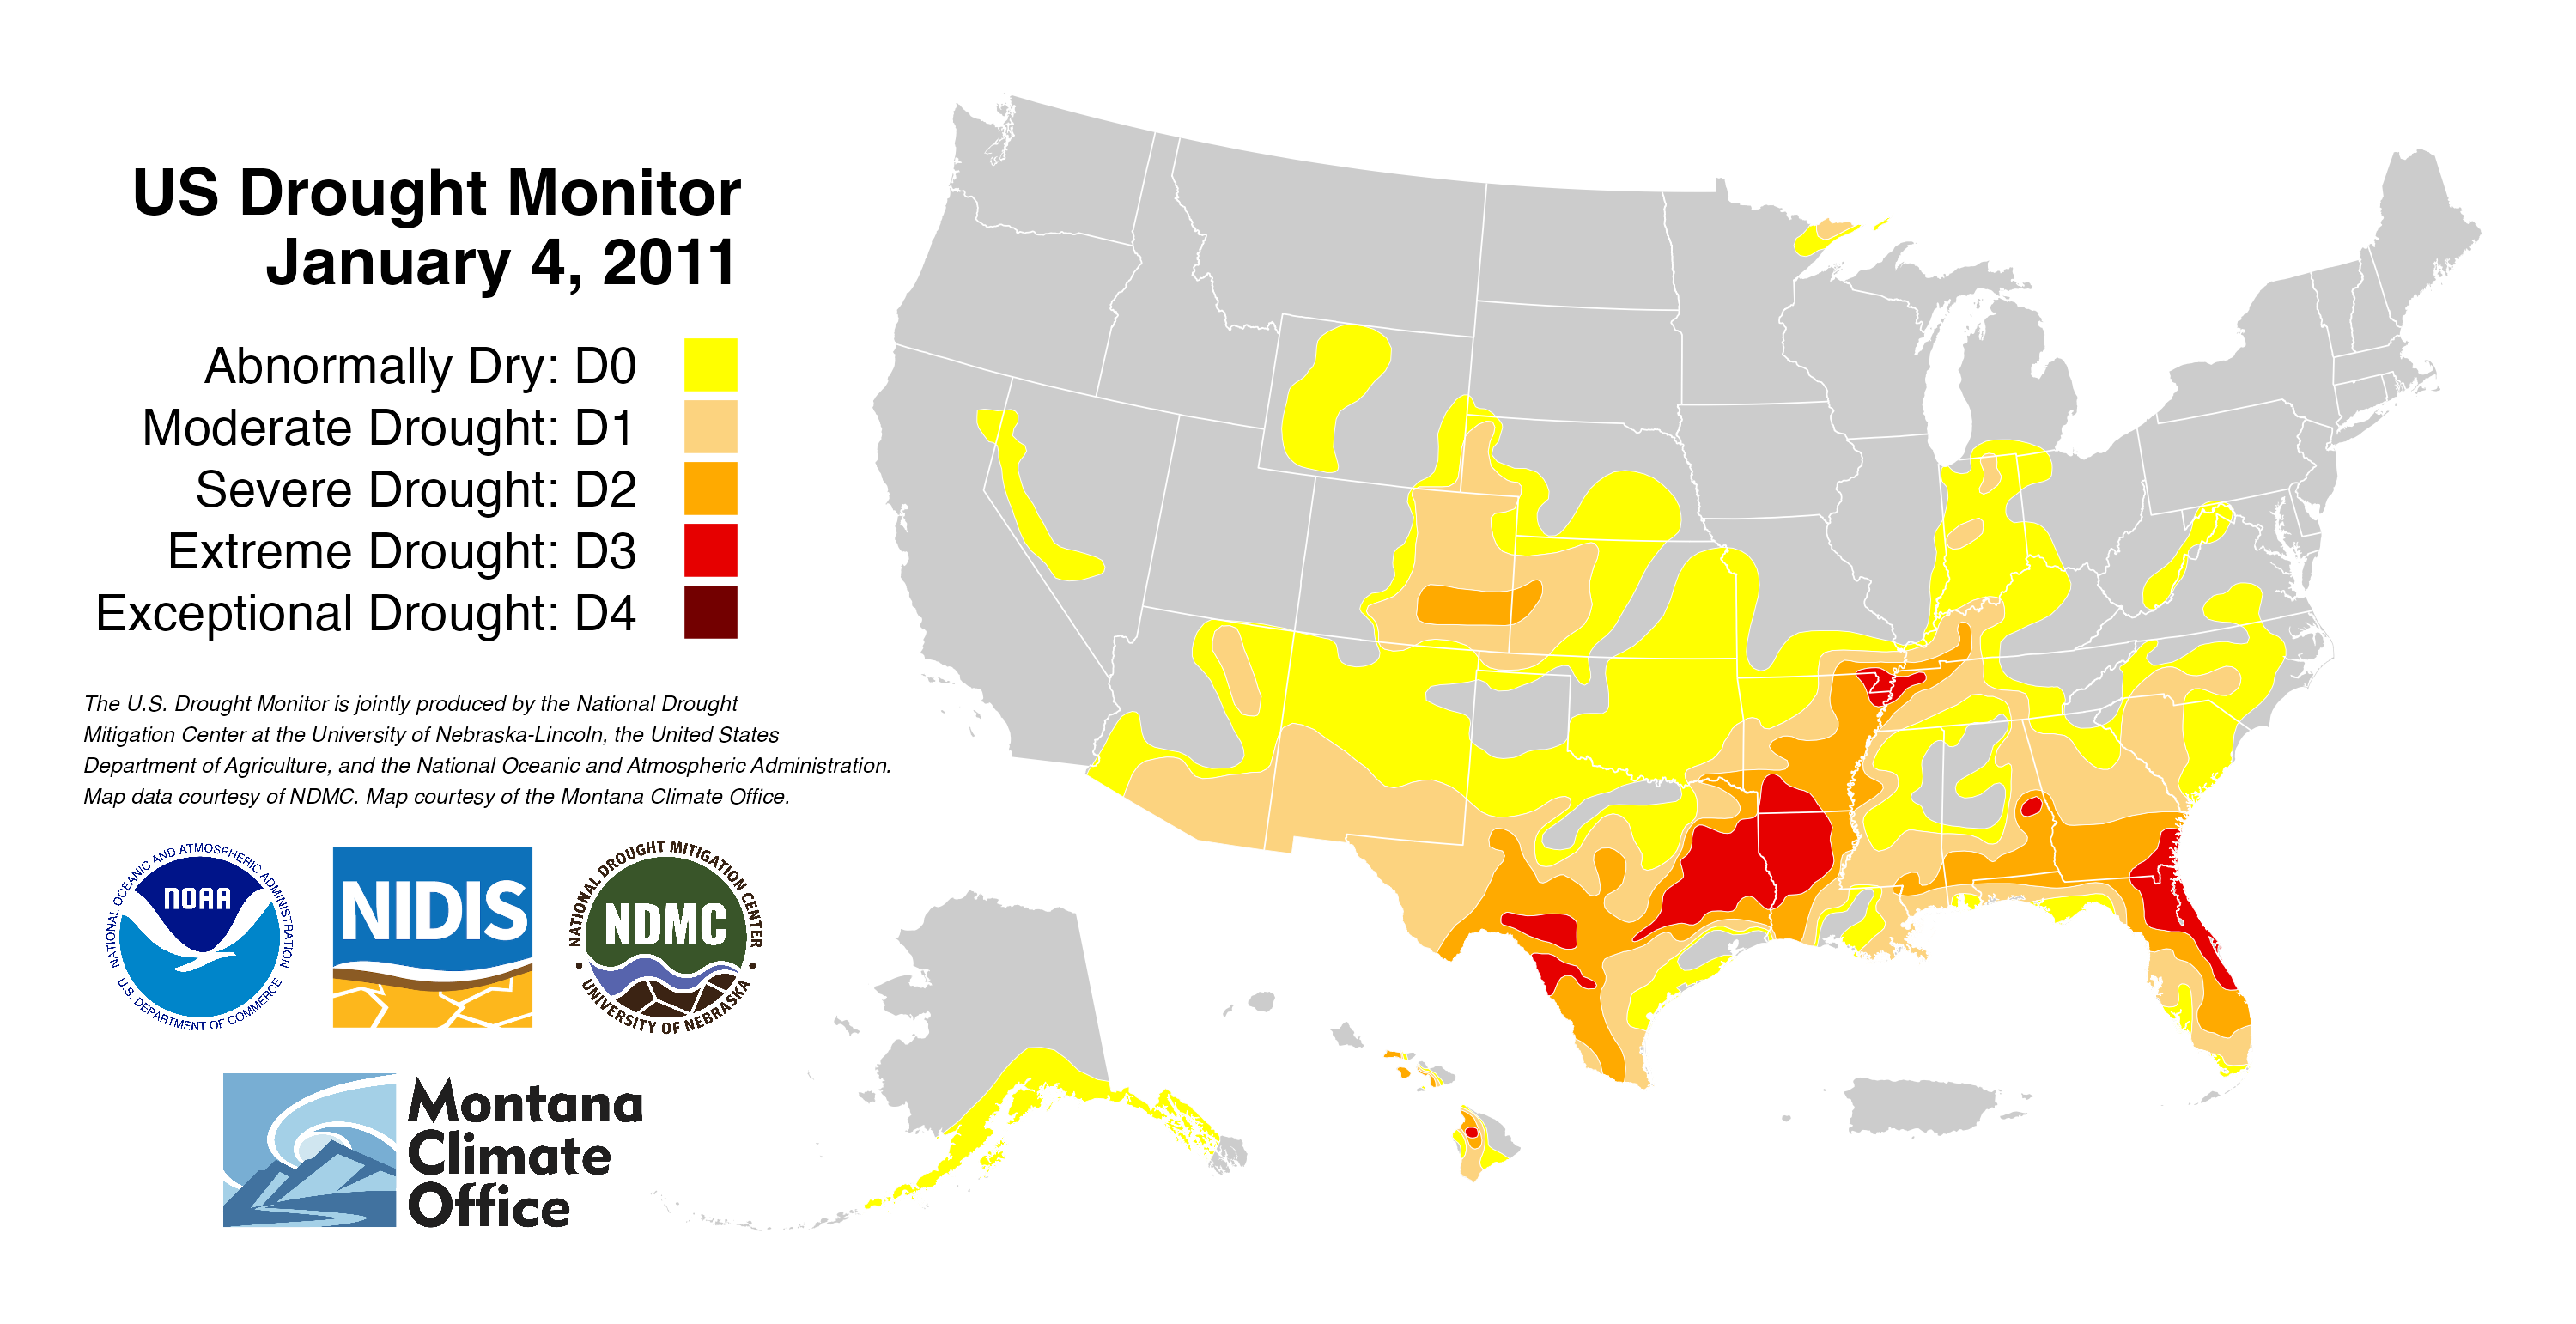 US Drought Monitor
January 4, 2011
Abnormally Dry: D0
Moderate Drought: D1
Severe Drought: D2
Extreme Drought: D3
Exceptional Drought: D4
The U.S. Drought Monitor is jointly produced by the National Drought
Mitigation Center at the University of Nebraska-Lincoln, the United States
Department of Agriculture, and the National Oceanic and Atmospheric Administration.
Map data courtesy of NDMC. Map courtesy of the Montana Climate Office.
NATIONAL OCEANIC AND ATMOSPHERIC ADMINISTRATION
NOAA
U.S. DEPARTMENT OF COMMERCE
NIDIS
NATIONAL DROUGHT MITIGATION CENTER
NDMC
UNIVERSITY OF NEBRASKA
Montana
Climate
Office